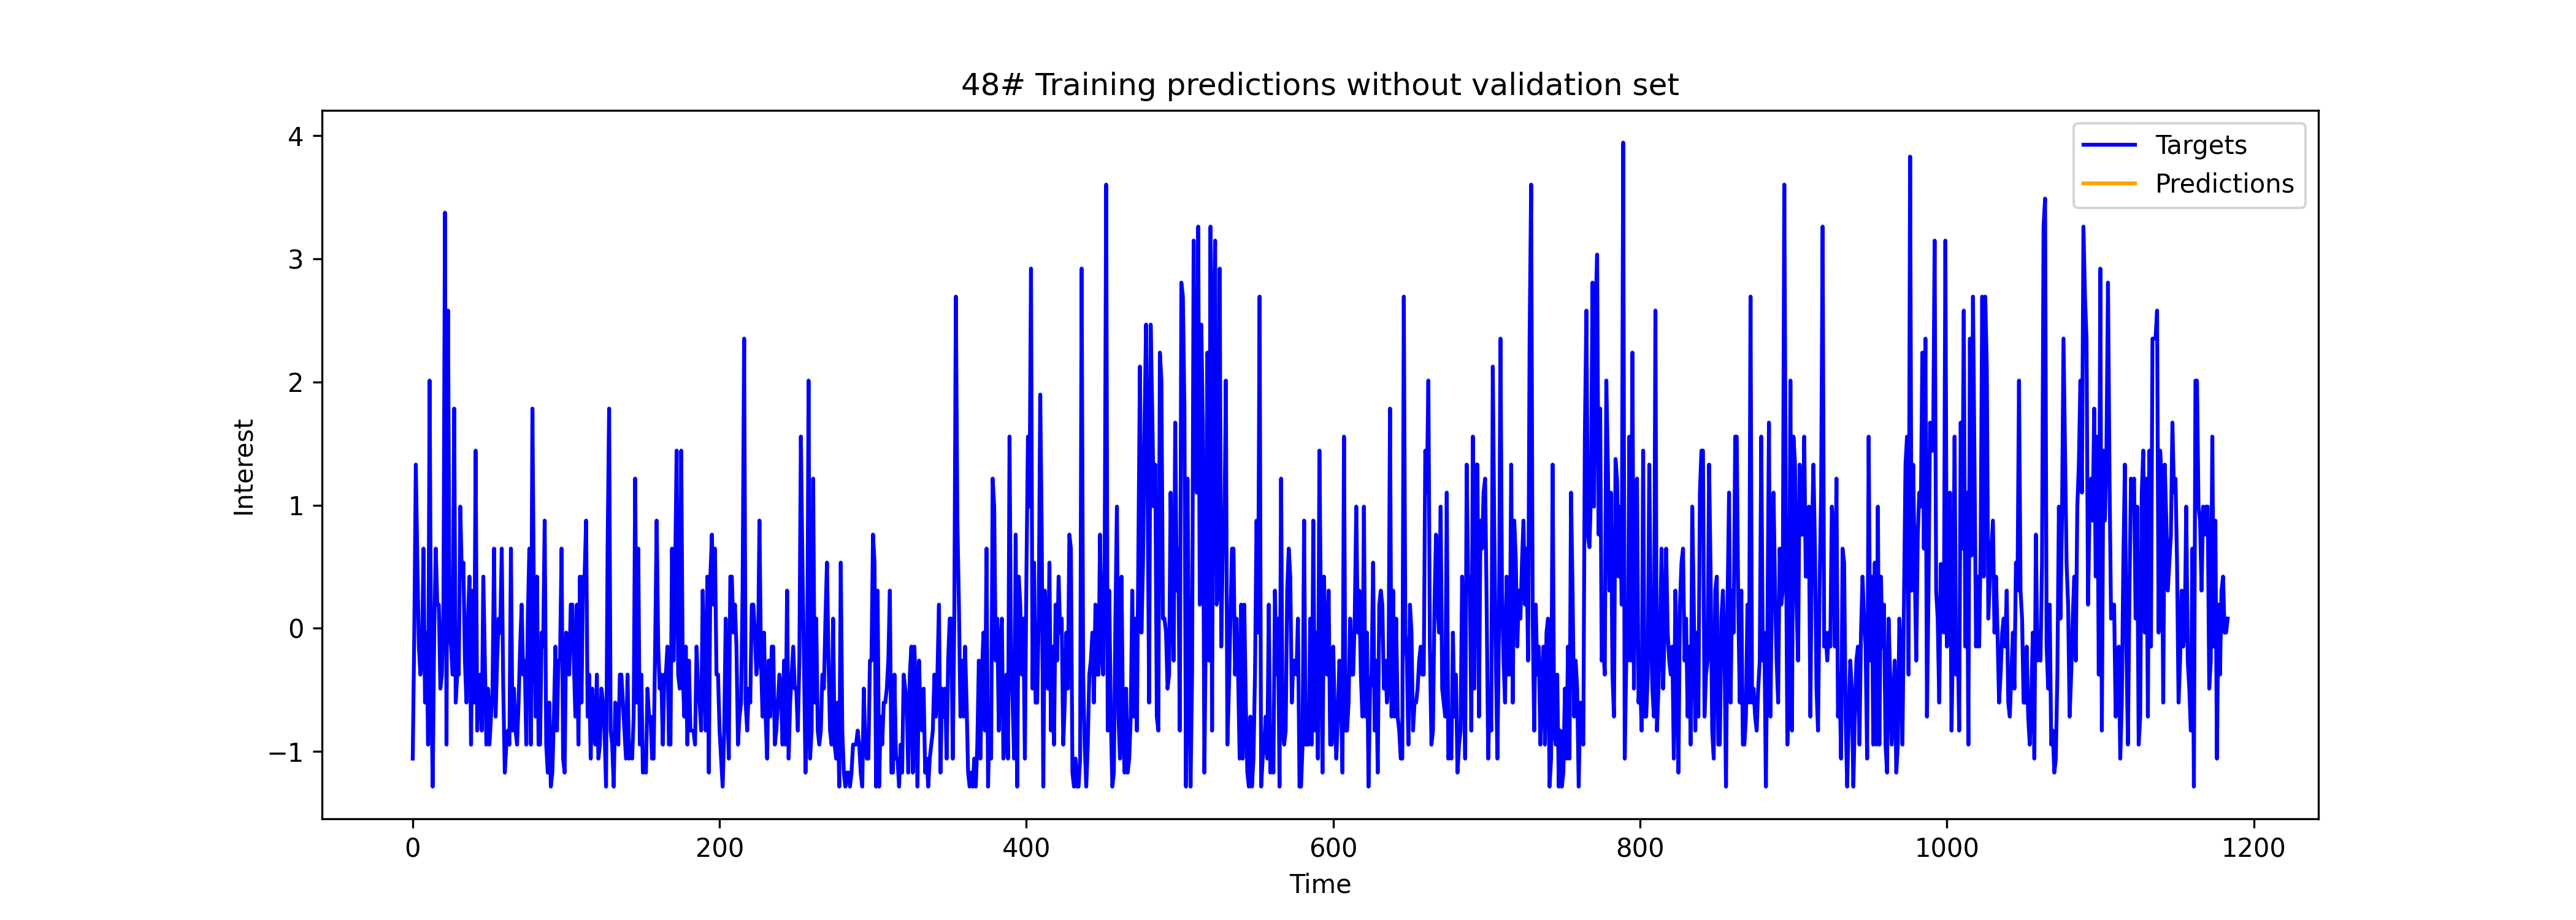 48# Training predictions without validation set
Targets
Predictions
Interest
4
3
2
1
0
−1
0 200 400 600 800 1000 1200
Time